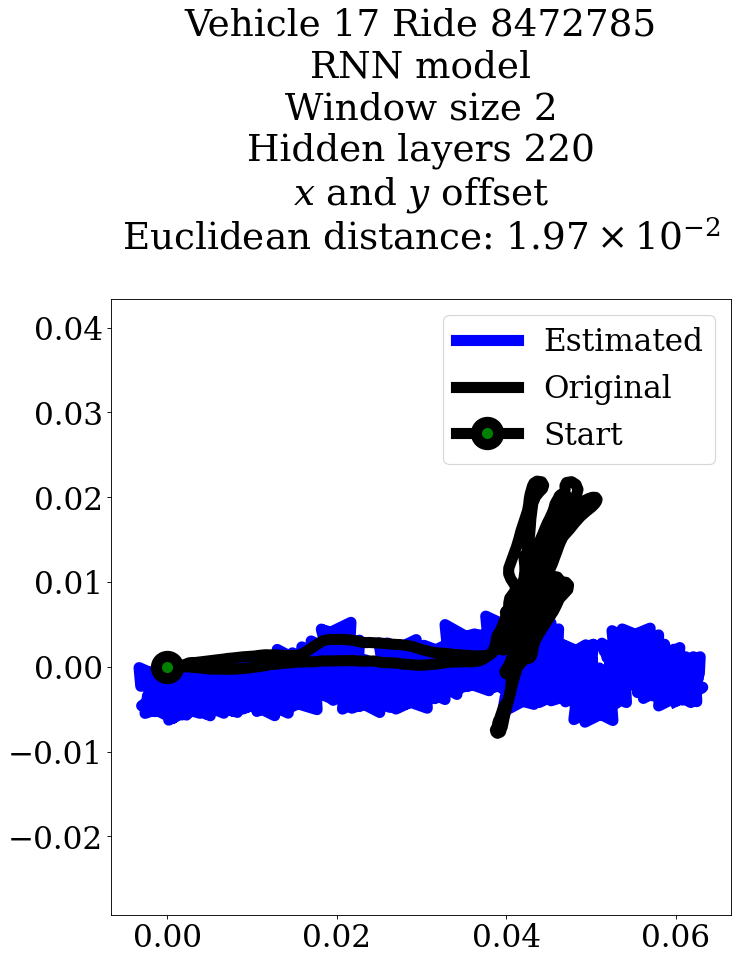 Vehicle 17 Ride 8472785
RNN model
Window size 2
Hidden layers 220
x and y offset
Euclidean distance: 1.97 × 10⁻²
Estimated
Original
Start
0.04
0.03
0.02
0.01
0.00
−0.01
−0.02
0.00 0.02 0.04 0.06